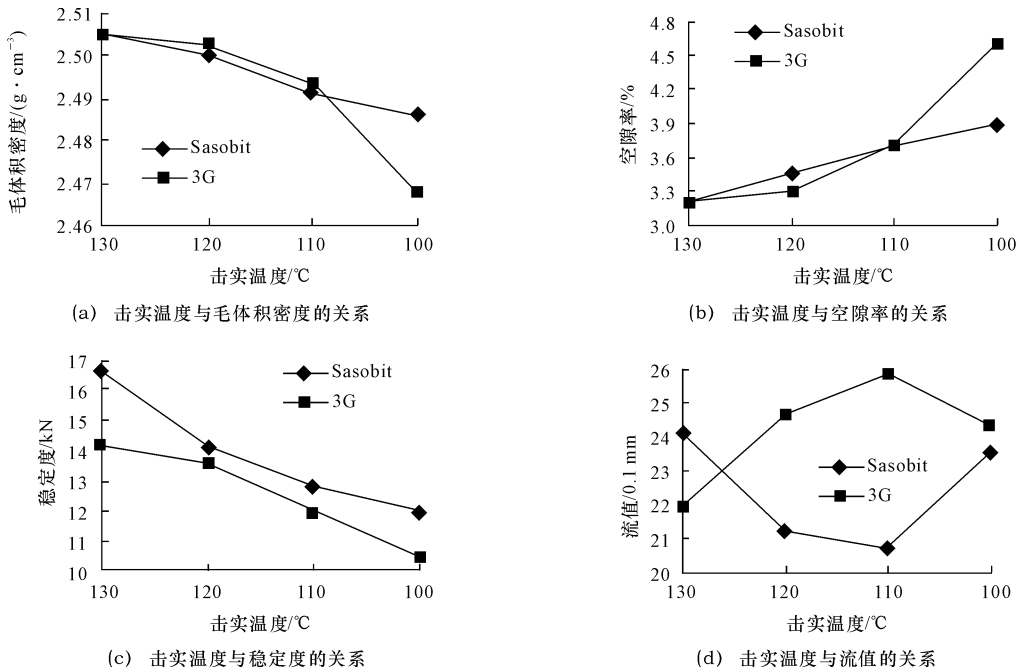 2.51
2.50
2.49
2.48
2.47
2.46
毛体积密度/(g·cm⁻³)
Sasobit
3G
130 120 110 100
击实温度/℃
(a) 击实温度与毛体积密度的关系
4.8
4.5
4.2
3.9
3.6
3.3
3.0
空隙率/%
Sasobit
3G
130 120 110 100
击实温度/℃
(b) 击实温度与空隙率的关系
17
16
15
14
13
12
11
10
稳定度/kN
Sasobit
3G
130 120 110 100
击实温度/℃
(c) 击实温度与稳定度的关系
26
25
24
23
22
21
20
流值/0.1 mm
Sasobit
3G
130 120 110 100
击实温度/℃
(d) 击实温度与流值的关系